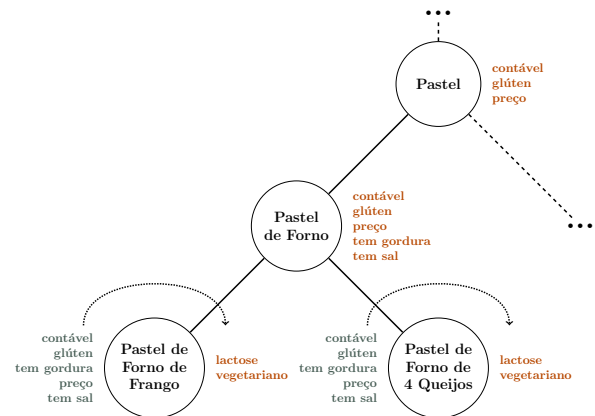 ...
Pastel
contável
glúten
preço
...
Pastel
de Forno
contável
glúten
preço
tem gordura
tem sal
contável
glúten
tem gordura
preço
tem sal
Pastel de
Forno de
Frango
lactose
vegetariano
contável
glúten
tem gordura
preço
tem sal
Pastel de
Forno de
4 Queijos
lactose
vegetariano